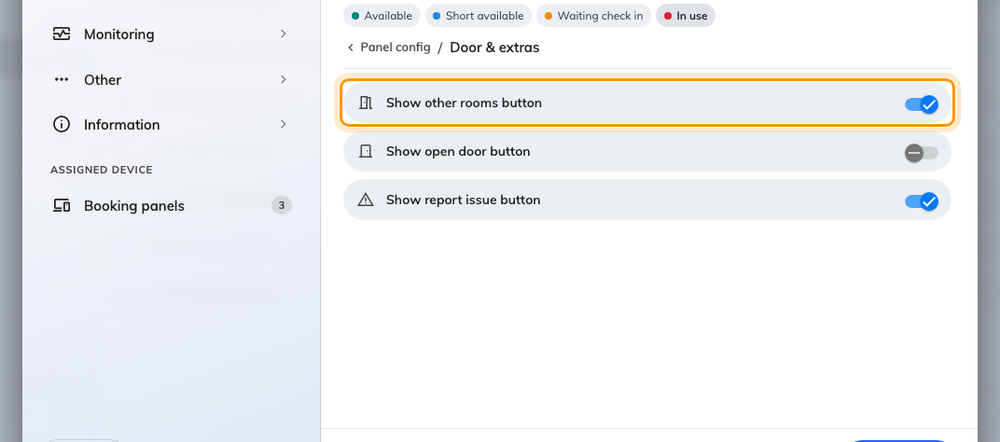 Available
Short available
Waiting check in
In use
Panel config / Door & extras
Monitoring
Other
Information
ASSIGNED DEVICE
Booking panels
3
Show other rooms button
Show open door button
Show report issue button